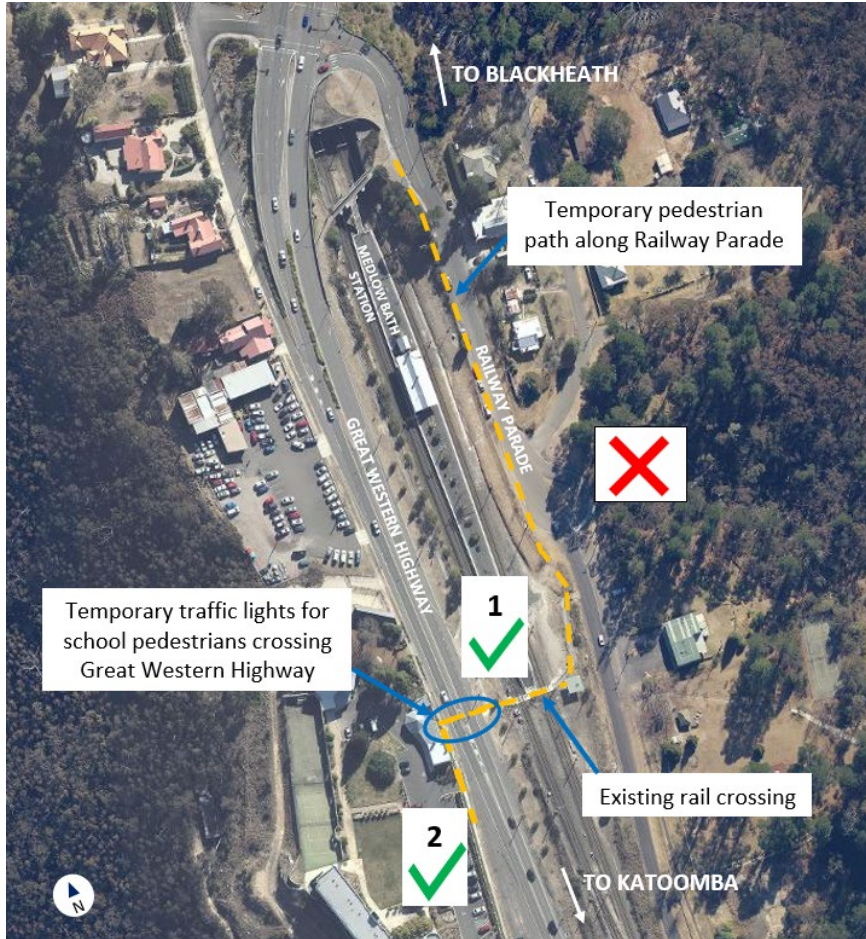 TO BLACKHEATH
Temporary pedestrian
path along Railway Parade
MEDLOW BATH
STATION
RAILWAY PARADE
GREAT WESTERN HIGHWAY
1
Temporary traffic lights for
school pedestrians crossing
Great Western Highway
Existing rail crossing
2
TO KATOOMBA
N